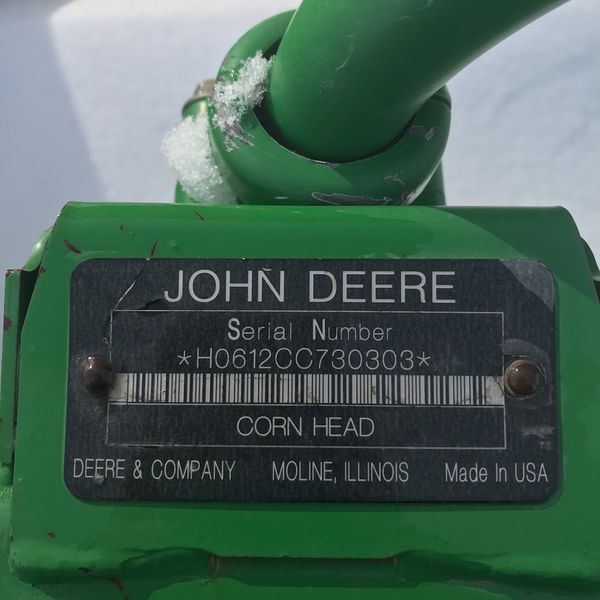 JOHN DEERE
Serial Number
*H0612CC730303*
CORN HEAD
DEERE & COMPANY MOLINE, ILLINOIS Made In USA